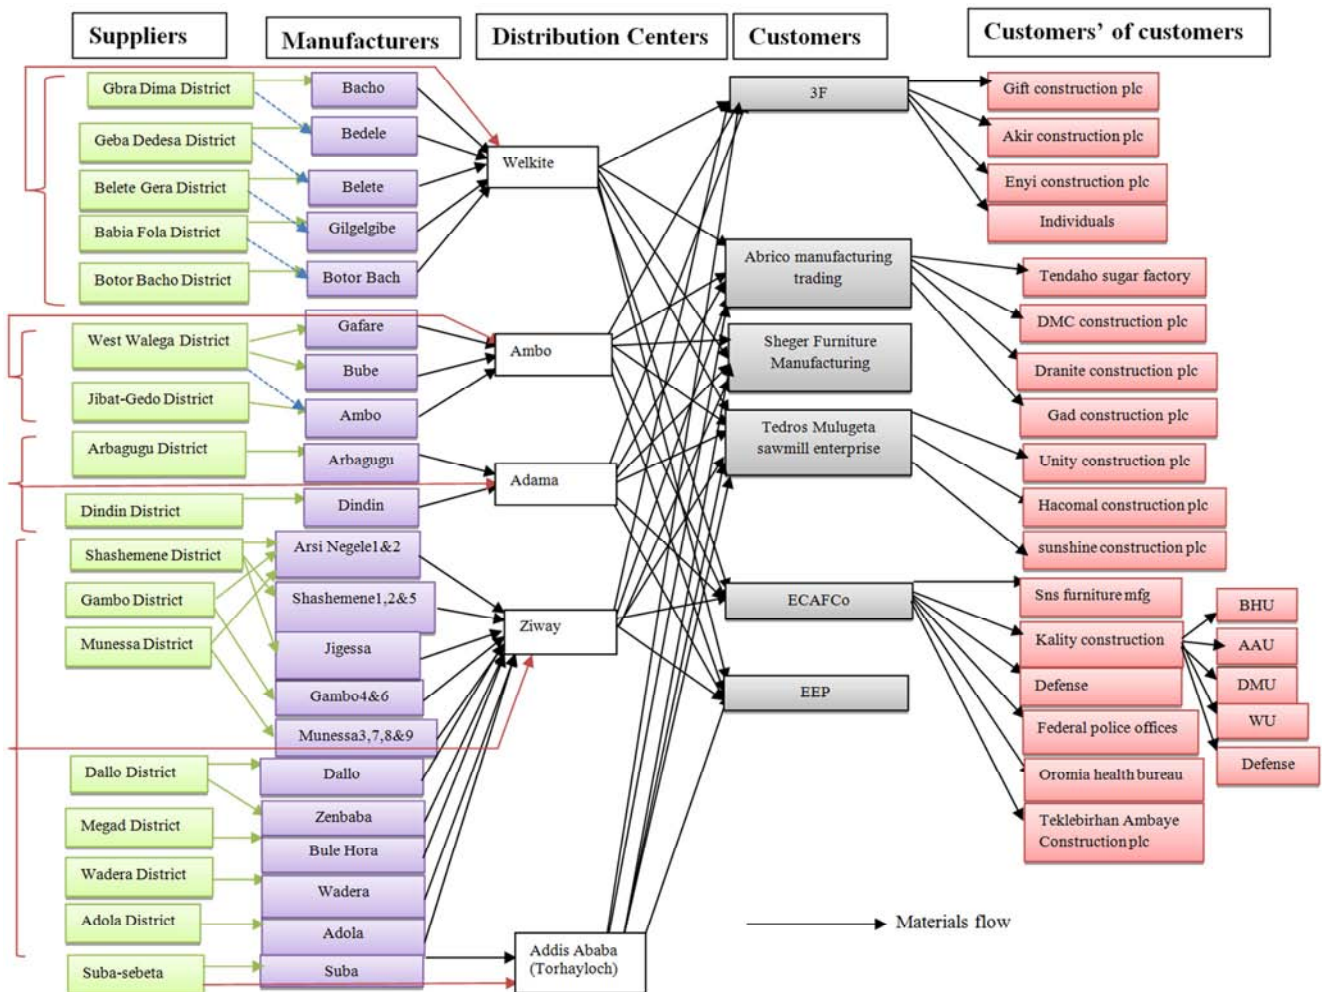 Suppliers
Manufacturers
Distribution Centers
Customers
Customers' of customers
Gbra Dima District
Geba Dedesa District
Belete Gera District
Babia Fola District
Botor Bacho District
West Walega District
Jibat-Gedo District
Arbagugu District
Dindin District
Shashemene District
Gambo District
Munessa District
Dallo District
Megad District
Wadera District
Adola District
Suba-sebeta
Bacho
Bedele
Belete
Gilgelgibe
Botor Bach
Gafare
Bube
Ambo
Arbagugu
Dindin
Arsi Negele1&2
Shashemene1,2&5
Jigessa
Gambo4&6
Munessa3,7,8&9
Dallo
Zenbaba
Bule Hora
Wadera
Adola
Suba
Welkite
Ambo
Adama
Ziway
Addis Ababa
(Torhayloch)
3F
Abrico manufacturing
trading
Sheger Furniture
Manufacturing
Tedros Mulugeta
sawmill enterprise
ECAFCo
EEP
Gift construction plc
Akir construction plc
Enyi construction plc
Individuals
Tendaho sugar factory
DMC construction plc
Dranite construction plc
Gad construction plc
Unity construction plc
Hacomal construction plc
sunshine construction plc
Sns furniture mfg
Kality construction
Defense
Federal police offices
Oromia health bureau
Teklebirhan Ambaye
Construction plc
BHU
AAU
DMU
WU
Defense
Materials flow